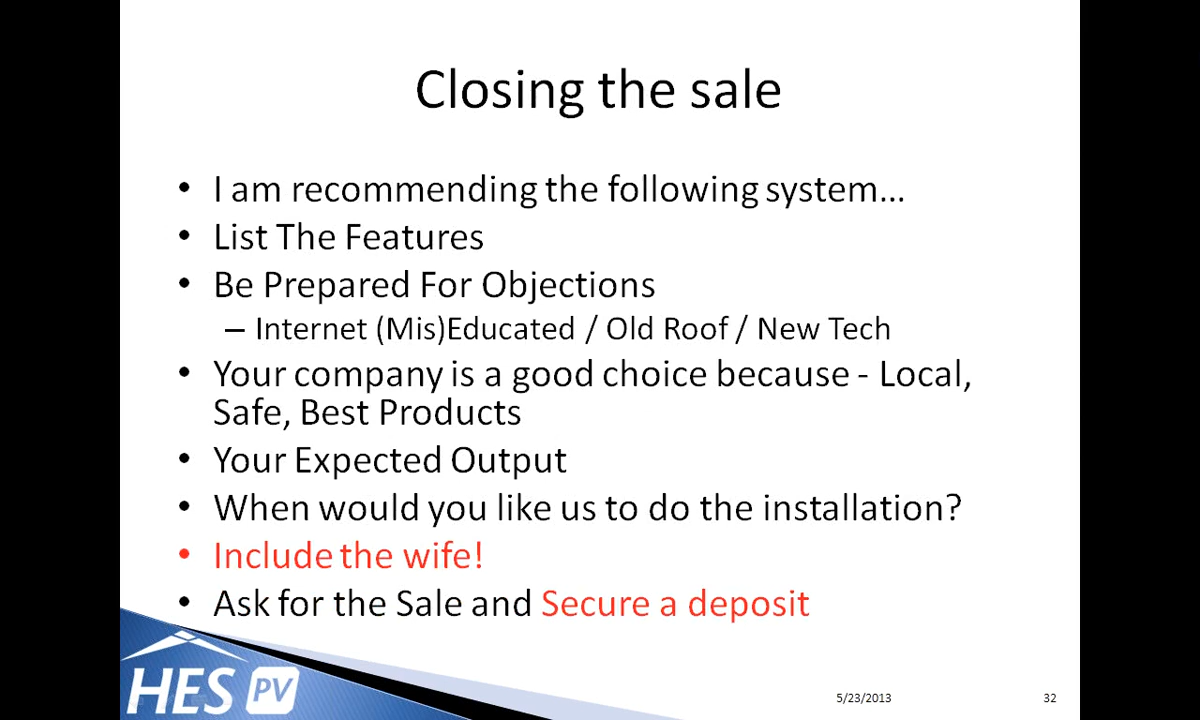 Closing the sale
• I am recommending the following system…
• List The Features
• Be Prepared For Objections
– Internet (Mis)Educated / Old Roof / New Tech
• Your company is a good choice because - Local,
Safe, Best Products
• Your Expected Output
• When would you like us to do the installation?
• Include the wife!
• Ask for the Sale and Secure a deposit
HES PV
5/23/2013
32